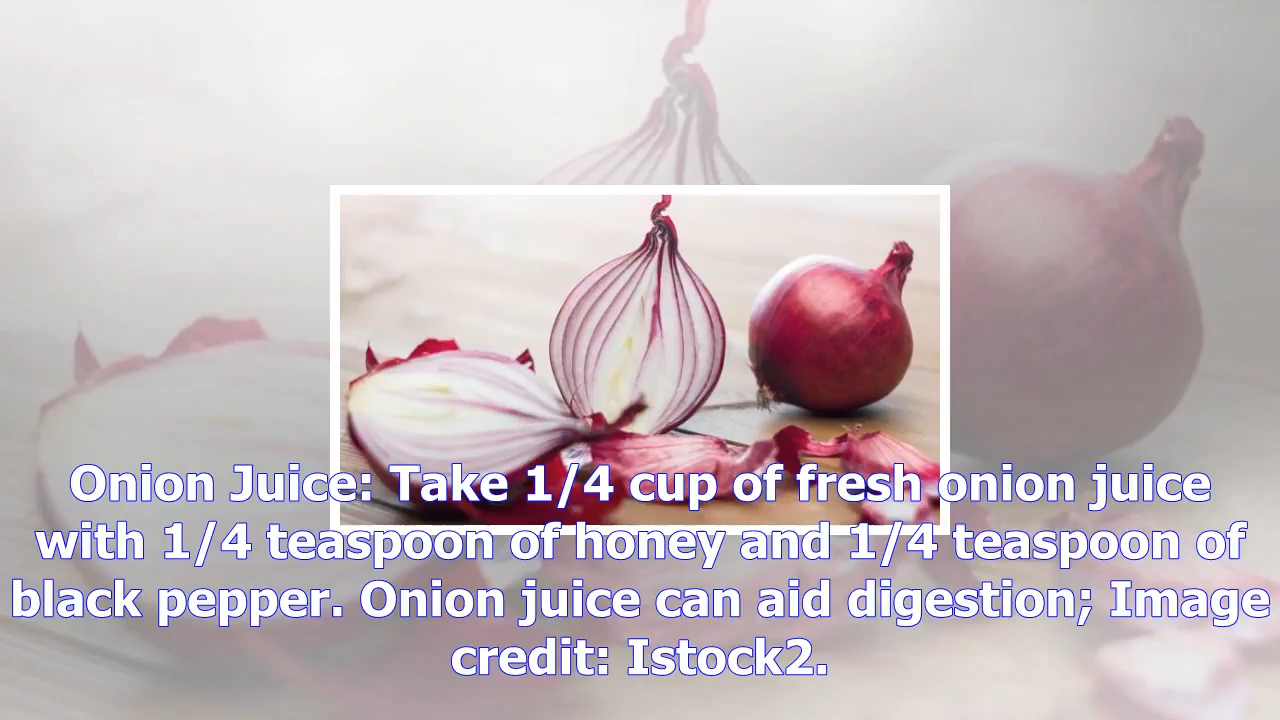 Onion Juice: Take 1/4 cup of fresh onion juice
with 1/4 teaspoon of honey and 1/4 teaspoon of
black pepper. Onion juice can aid digestion; Image
credit: Istock2.